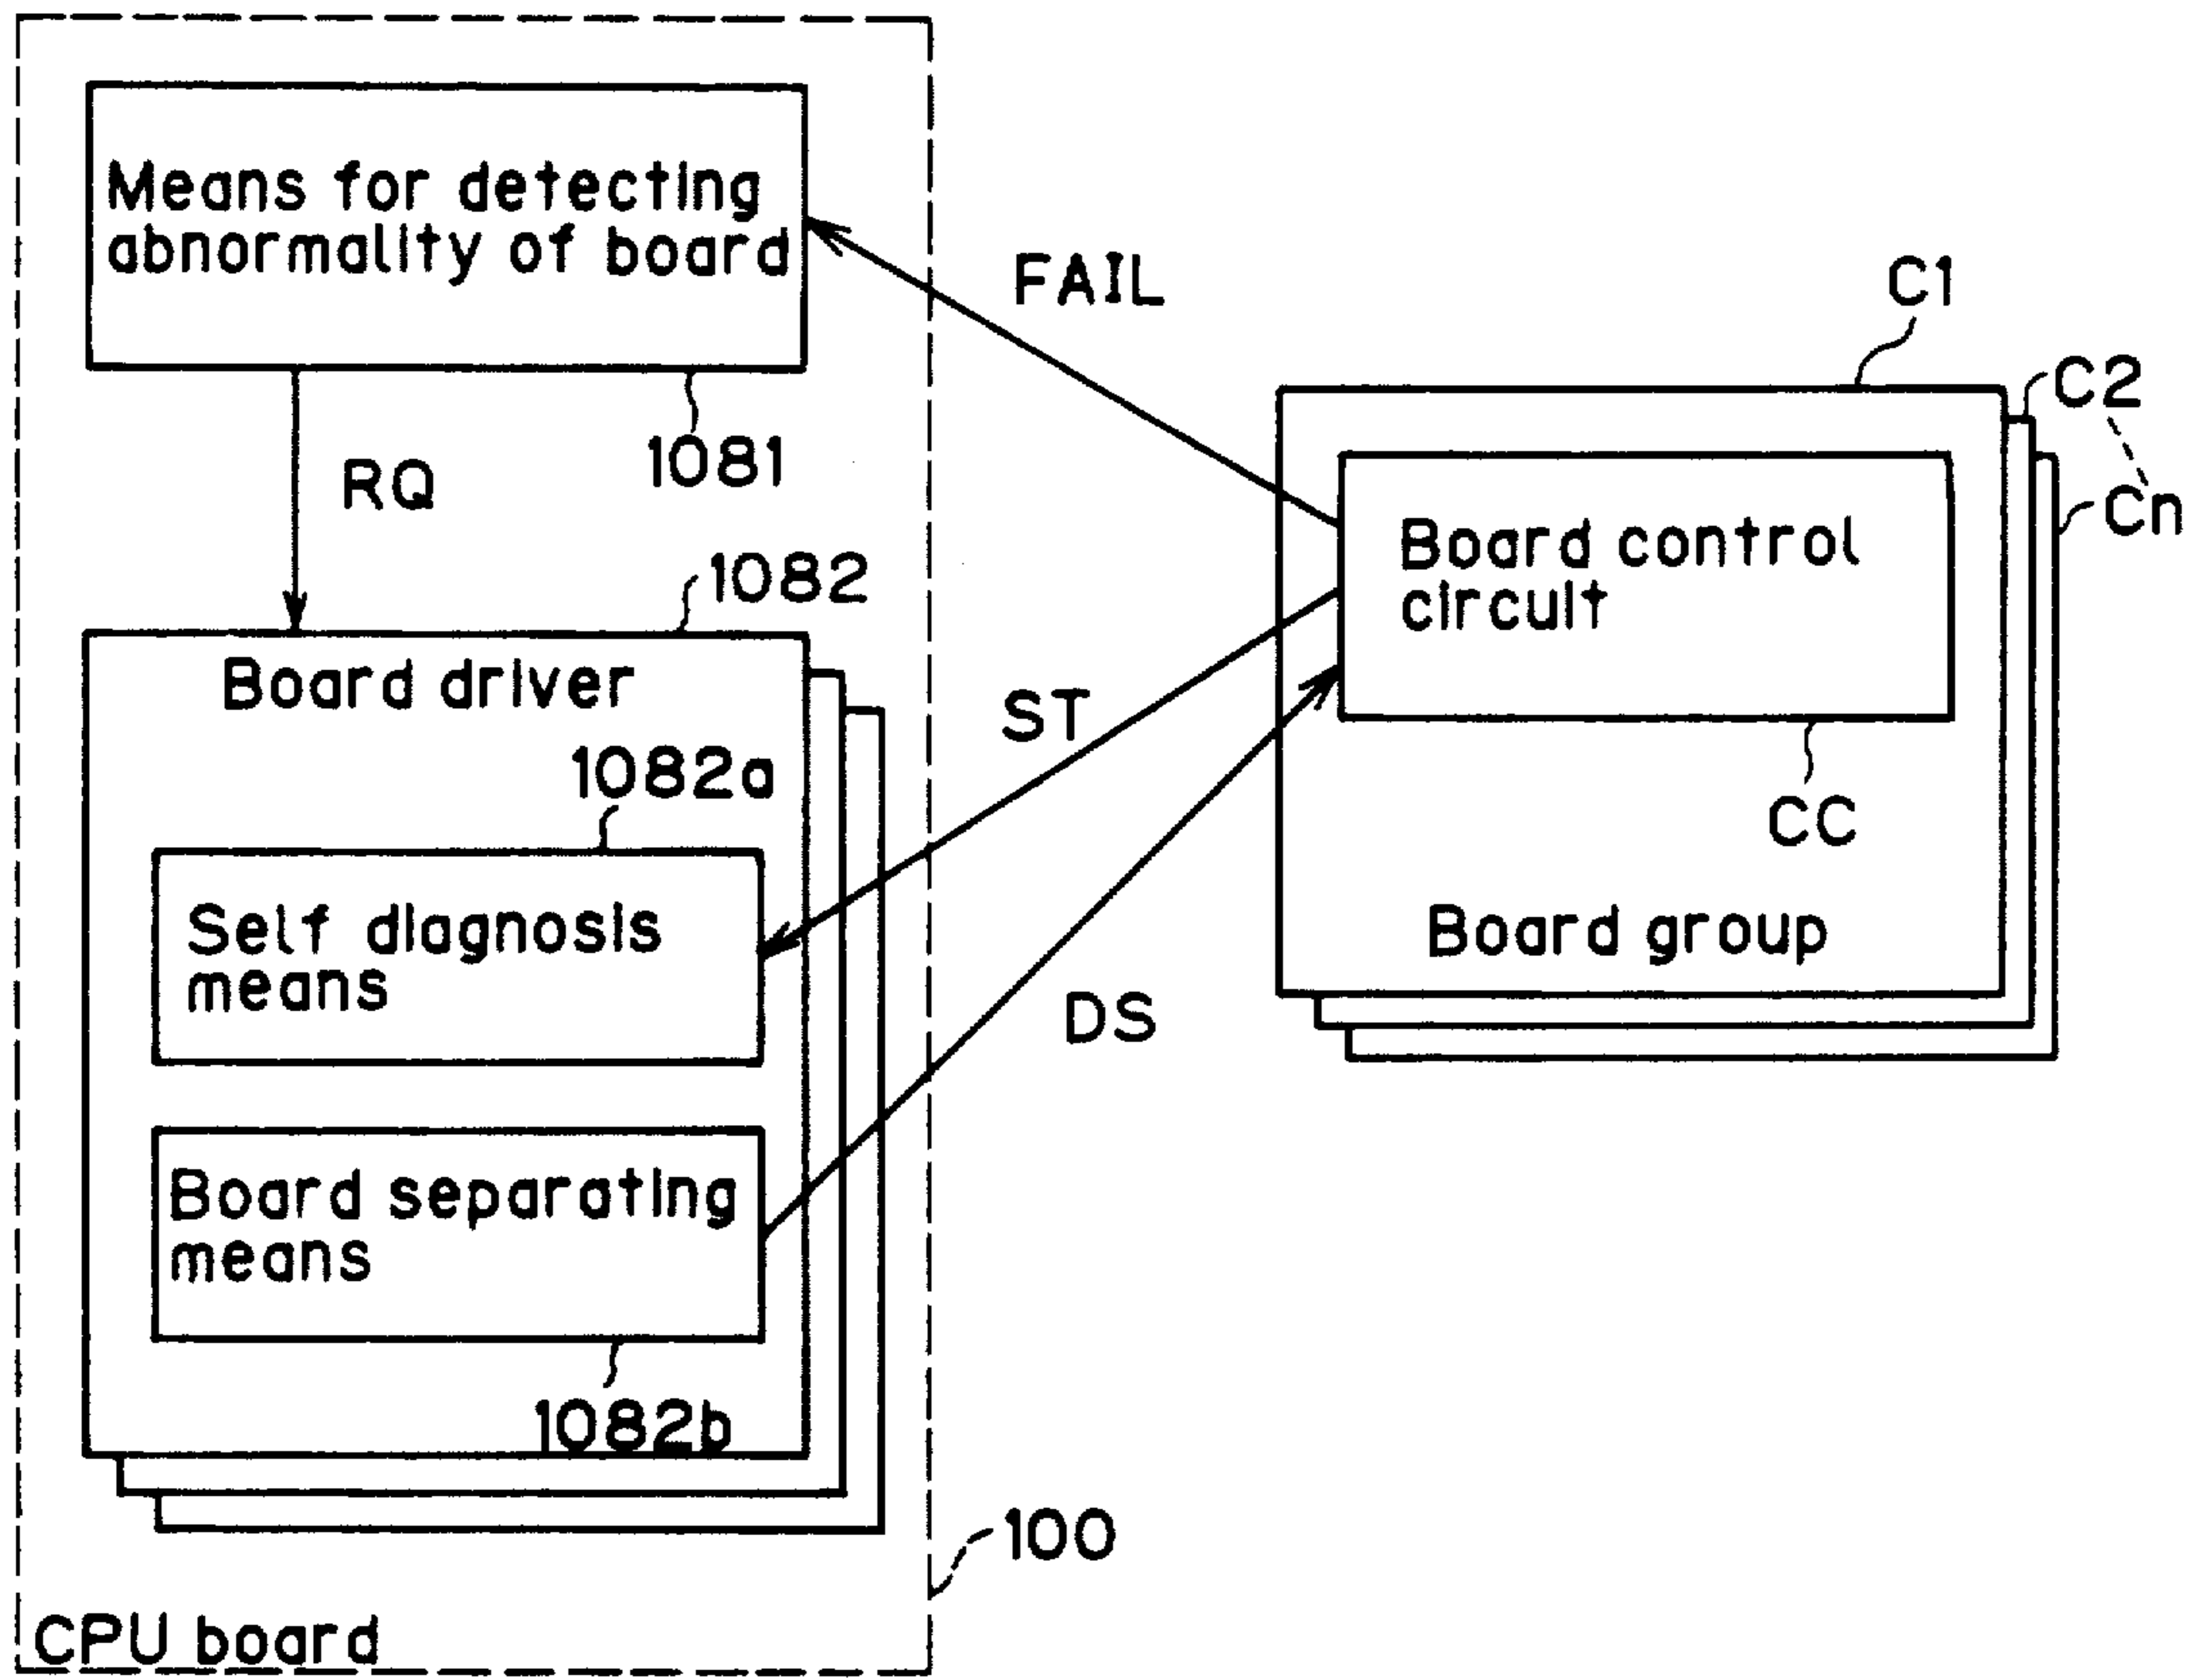 Means for detecting
abnormality of board
FAIL
C1
C2
Cn
1081
RQ
1082
Board control
circuit
Board driver
ST
1082a
CC
Self diagnosis
means
Board group
DS
Board separating
means
1082b
100
CPU board